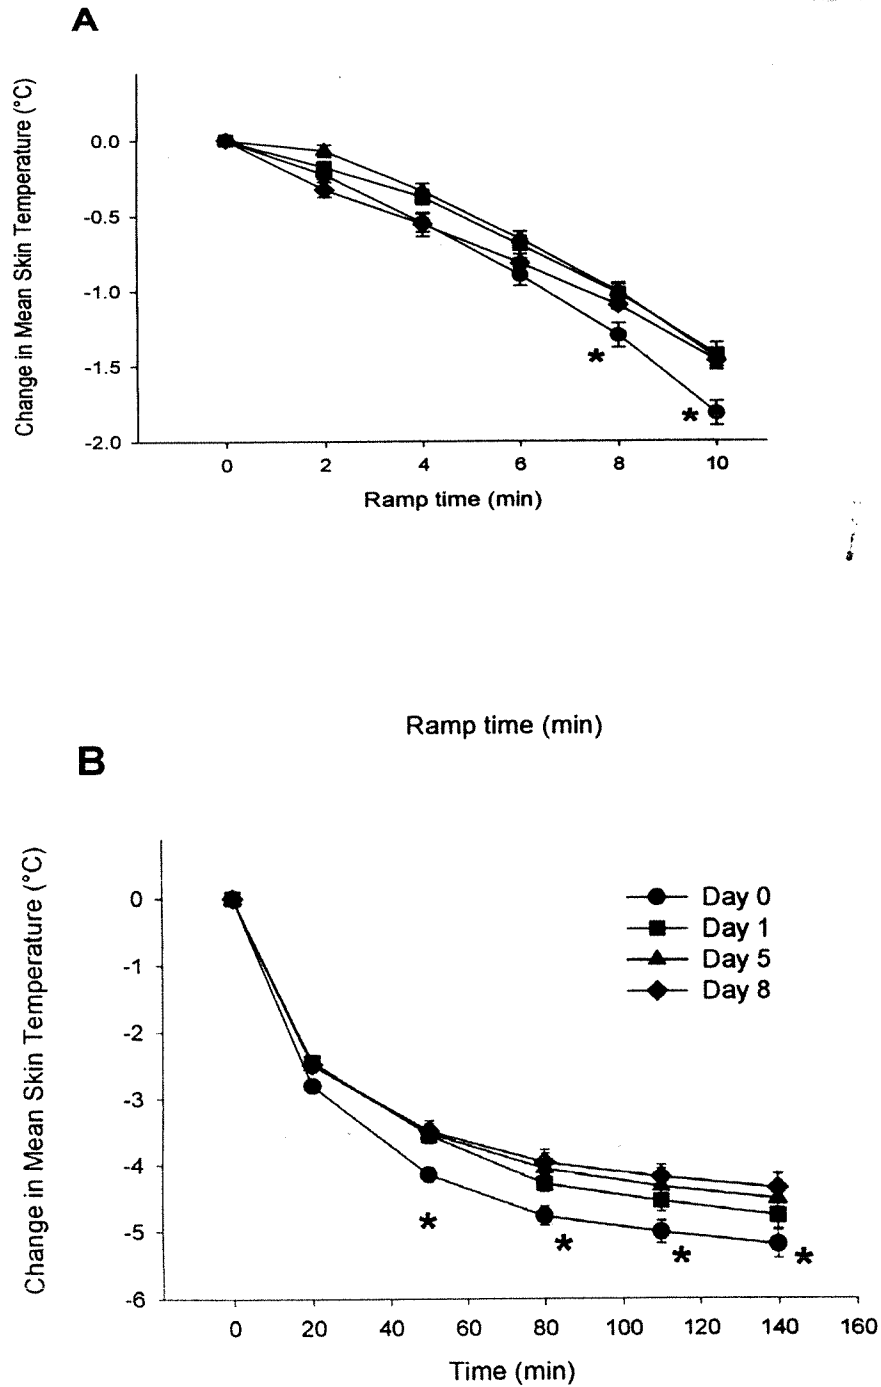 A
Change in Mean Skin Temperature (°C)
0.0
-0.5
-1.0
-1.5
-2.0
*
*
0 2 4 6 8 10
Ramp time (min)
Ramp time (min)
B
Change in Mean Skin Temperature (°C)
0
-1
-2
-3
-4
-5
-6
Day 0
Day 1
Day 5
Day 8
* * * *
0 20 40 60 80 100 120 140 160
Time (min)